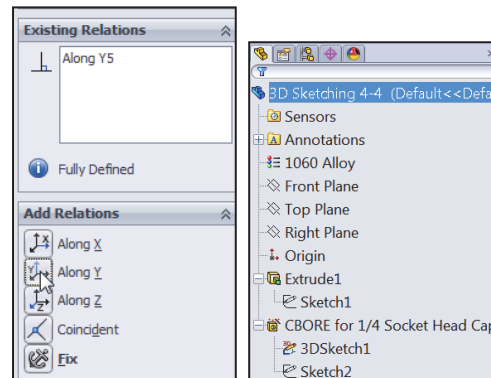 Existing Relations
Along Y5
Fully Defined
Add Relations
Along X
Along Y
Along Z
Coincident
Fix
3D Sketching 4-4 (Default<<Defa
Sensors
Annotations
1060 Alloy
Front Plane
Top Plane
Right Plane
Origin
Extrude1
Sketch1
CBORE for 1/4 Socket Head Cap
3DSketch1
Sketch2